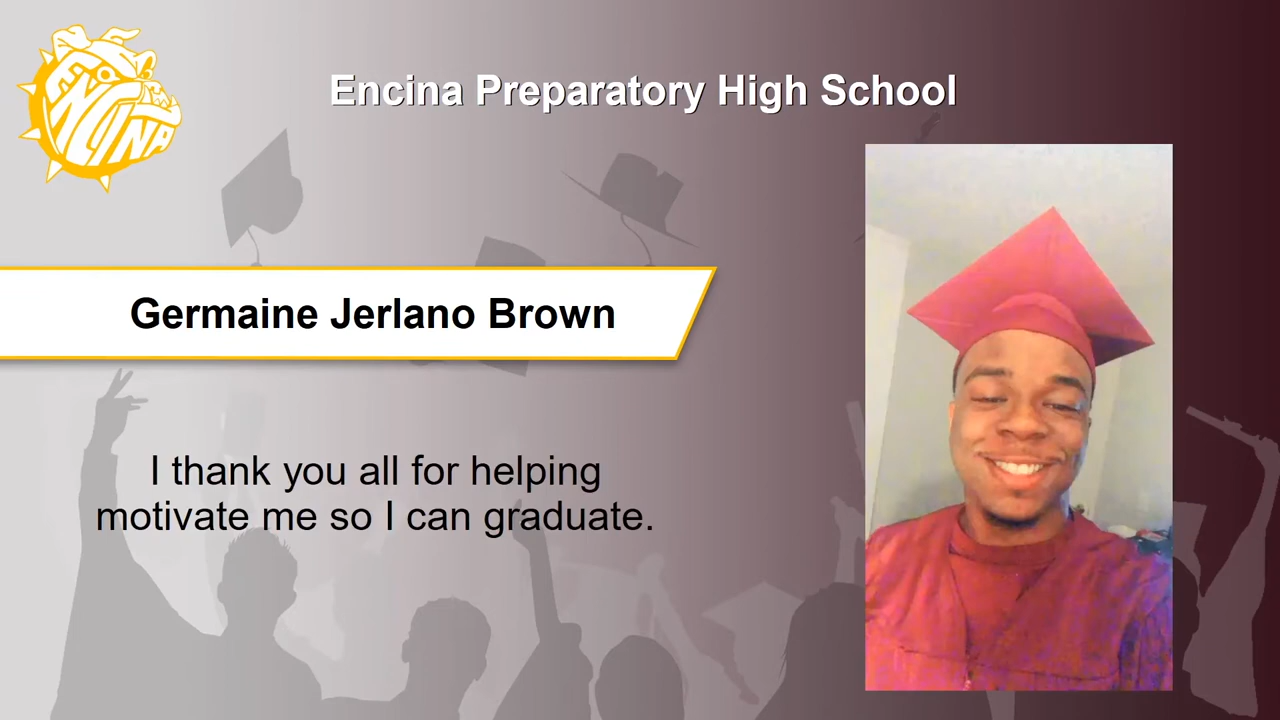 ENCINA
Encina Preparatory High School
Germaine Jerlano Brown
I thank you all for helping
motivate me so I can graduate.